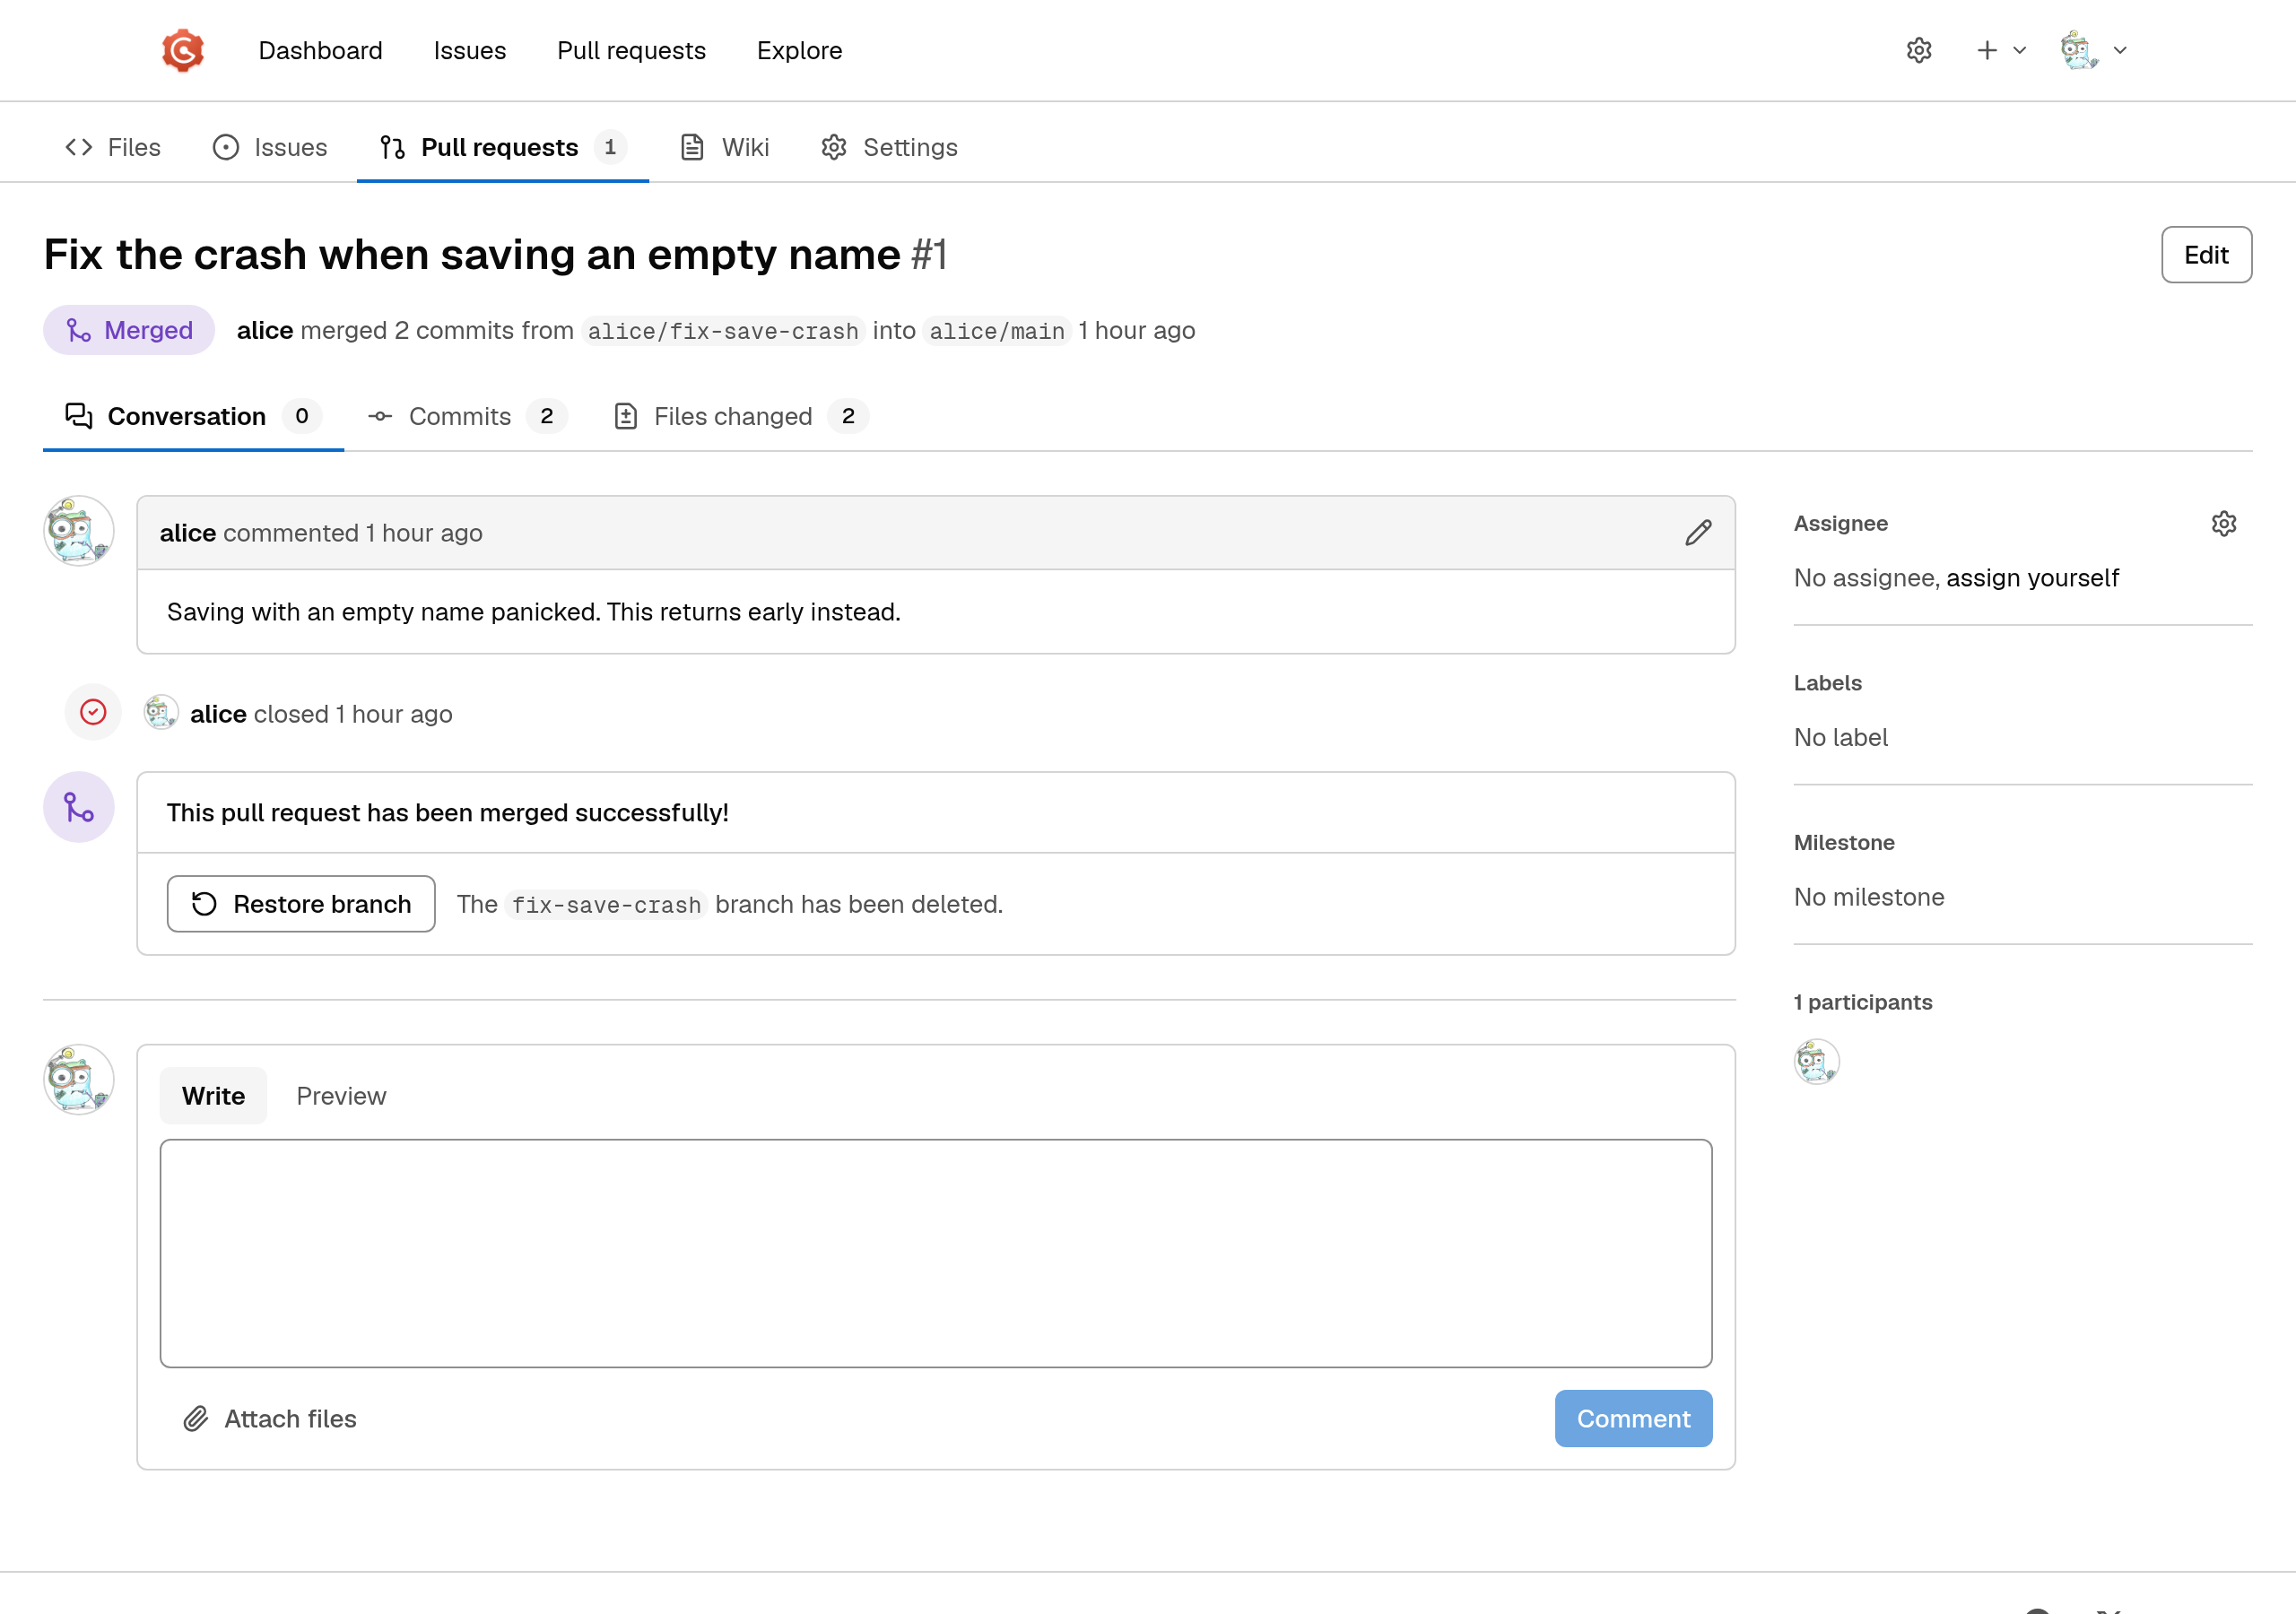 Dashboard Issues Pull requests Explore
Files Issues Pull requests 1 Wiki Settings
Fix the crash when saving an empty name #1
Edit
Merged alice merged 2 commits from alice/fix-save-crash into alice/main 1 hour ago
Conversation 0 Commits 2 Files changed 2
alice commented 1 hour ago
Saving with an empty name panicked. This returns early instead.
alice closed 1 hour ago
This pull request has been merged successfully!
Restore branch The fix-save-crash branch has been deleted.
Write Preview
Attach files
Comment
Assignee
No assignee, assign yourself
Labels
No label
Milestone
No milestone
1 participants